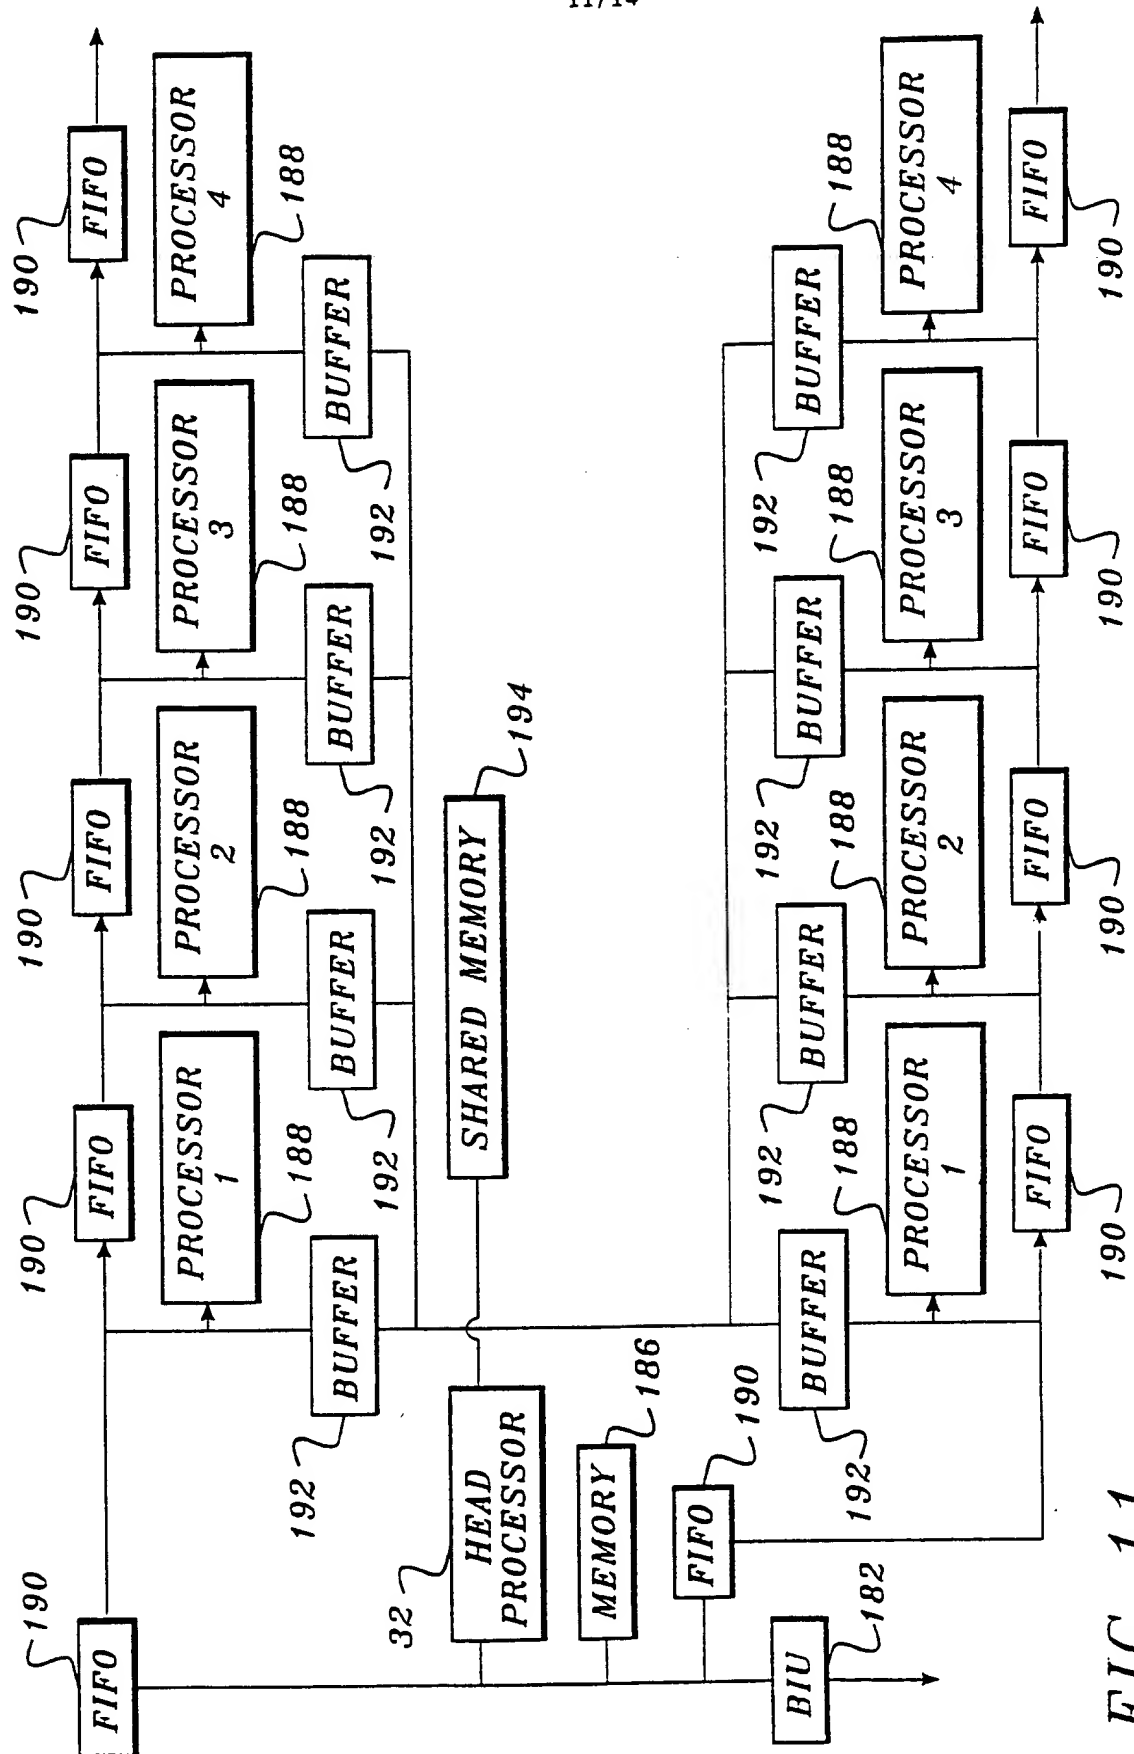 11/14
190
FIFO
190
FIFO
190
FIFO
190
FIFO
190
FIFO
PROCESSOR
1
188
PROCESSOR
2
188
PROCESSOR
3
188
PROCESSOR
4
188
192
BUFFER
192
BUFFER
192
BUFFER
192
BUFFER
32
HEAD
PROCESSOR
SHARED MEMORY
194
MEMORY
186
FIFO
190
BIU
182
192
BUFFER
192
BUFFER
192
BUFFER
192
BUFFER
PROCESSOR
1
188
PROCESSOR
2
188
PROCESSOR
3
188
PROCESSOR
4
188
190
FIFO
190
FIFO
190
FIFO
190
FIFO
FIG. 11